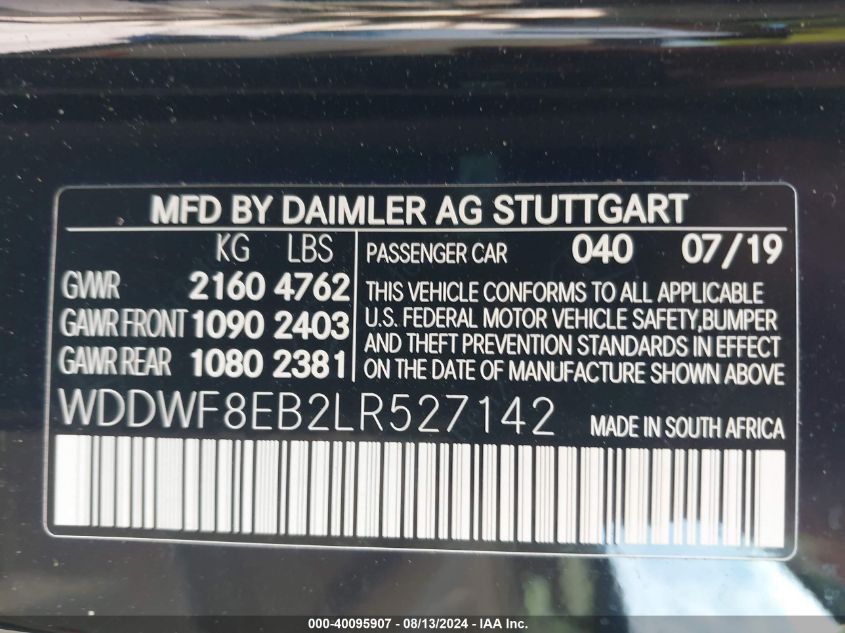 MFD BY DAIMLER AG STUTTGART
KG LBS
GVWR 2160 4762
GAWR FRONT 1090 2403
GAWR REAR 1080 2381
PASSENGER CAR 040 07/19
THIS VEHICLE CONFORMS TO ALL APPLICABLE
U.S. FEDERAL MOTOR VEHICLE SAFETY,BUMPER
AND THEFT PREVENTION STANDARDS IN EFFECT
ON THE DATE OF MANUFACTURE SHOWN ABOVE
WDDWF8EB2LR527142 MADE IN SOUTH AFRICA
000-40095907 - 08/13/2024 - IAA Inc.